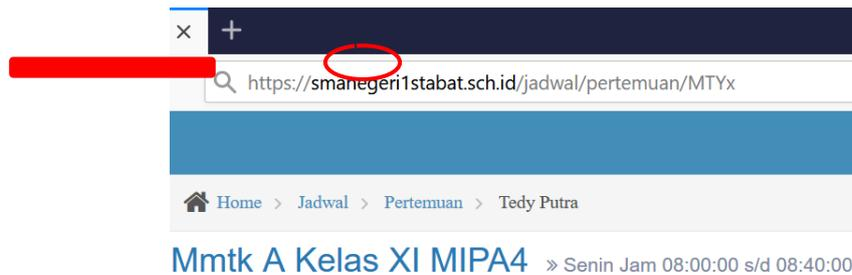 https://smanegeri1stabat.sch.id/jadwal/pertemuan/MTYx
Home > Jadwal > Pertemuan > Tedy Putra
Mmtk A Kelas XI MIPA4 » Senin Jam 08:00:00 s/d 08:40:00